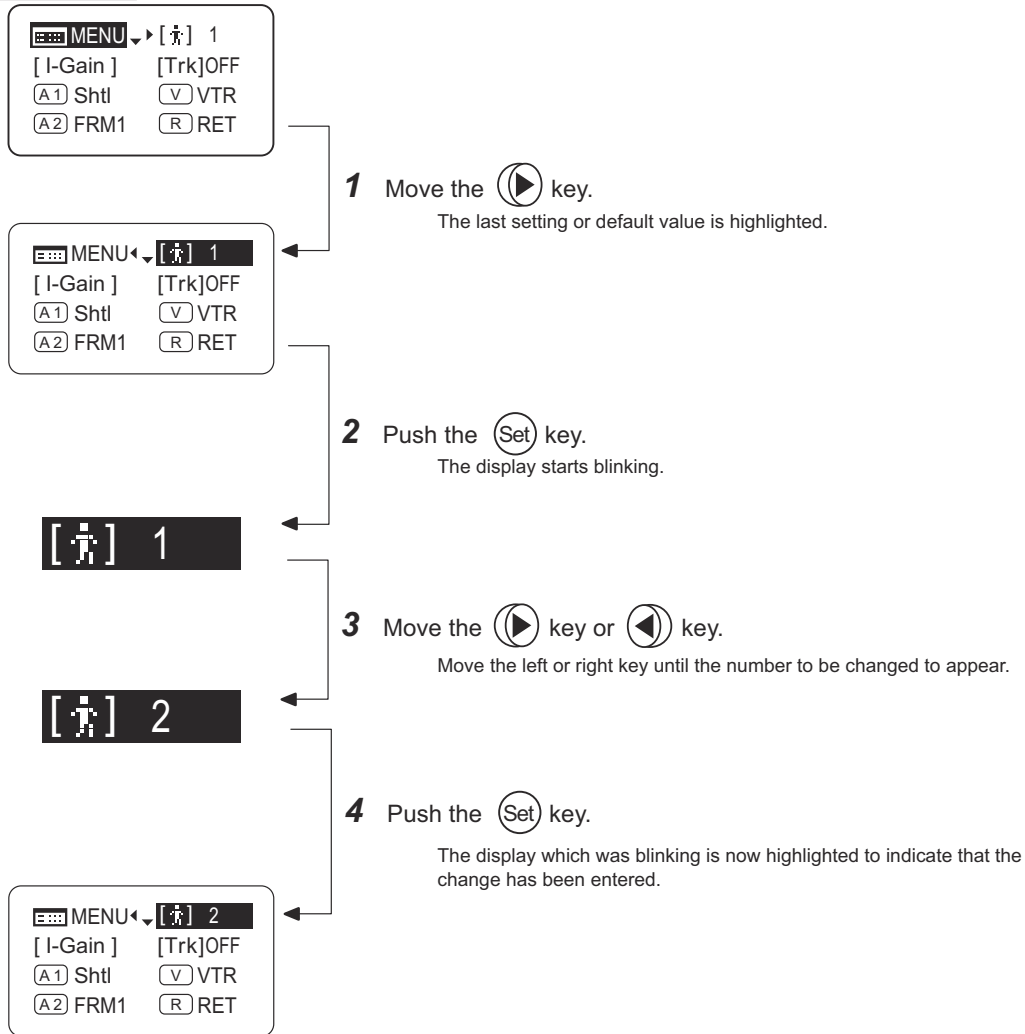 MENU [ ] 1
[ I-Gain ] [Trk]OFF
A1 Shtl V VTR
A2 FRM1 R RET
1 Move the key.
The last setting or default value is highlighted.
MENU [ ] 1
[ I-Gain ] [Trk]OFF
A1 Shtl V VTR
A2 FRM1 R RET
2 Push the Set key.
The display starts blinking.
[ ] 1
3 Move the key or key.
Move the left or right key until the number to be changed to appear.
[ ] 2
4 Push the Set key.
The display which was blinking is now highlighted to indicate that the
change has been entered.
MENU [ ] 2
[ I-Gain ] [Trk]OFF
A1 Shtl V VTR
A2 FRM1 R RET